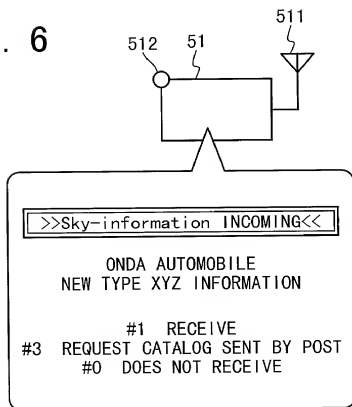 . 6
512
51
511
>>Sky-information INCOMING<<
ONDA AUTOMOBILE
NEW TYPE XYZ INFORMATION
#1 RECEIVE
#3 REQUEST CATALOG SENT BY POST
#0 DOES NOT RECEIVE